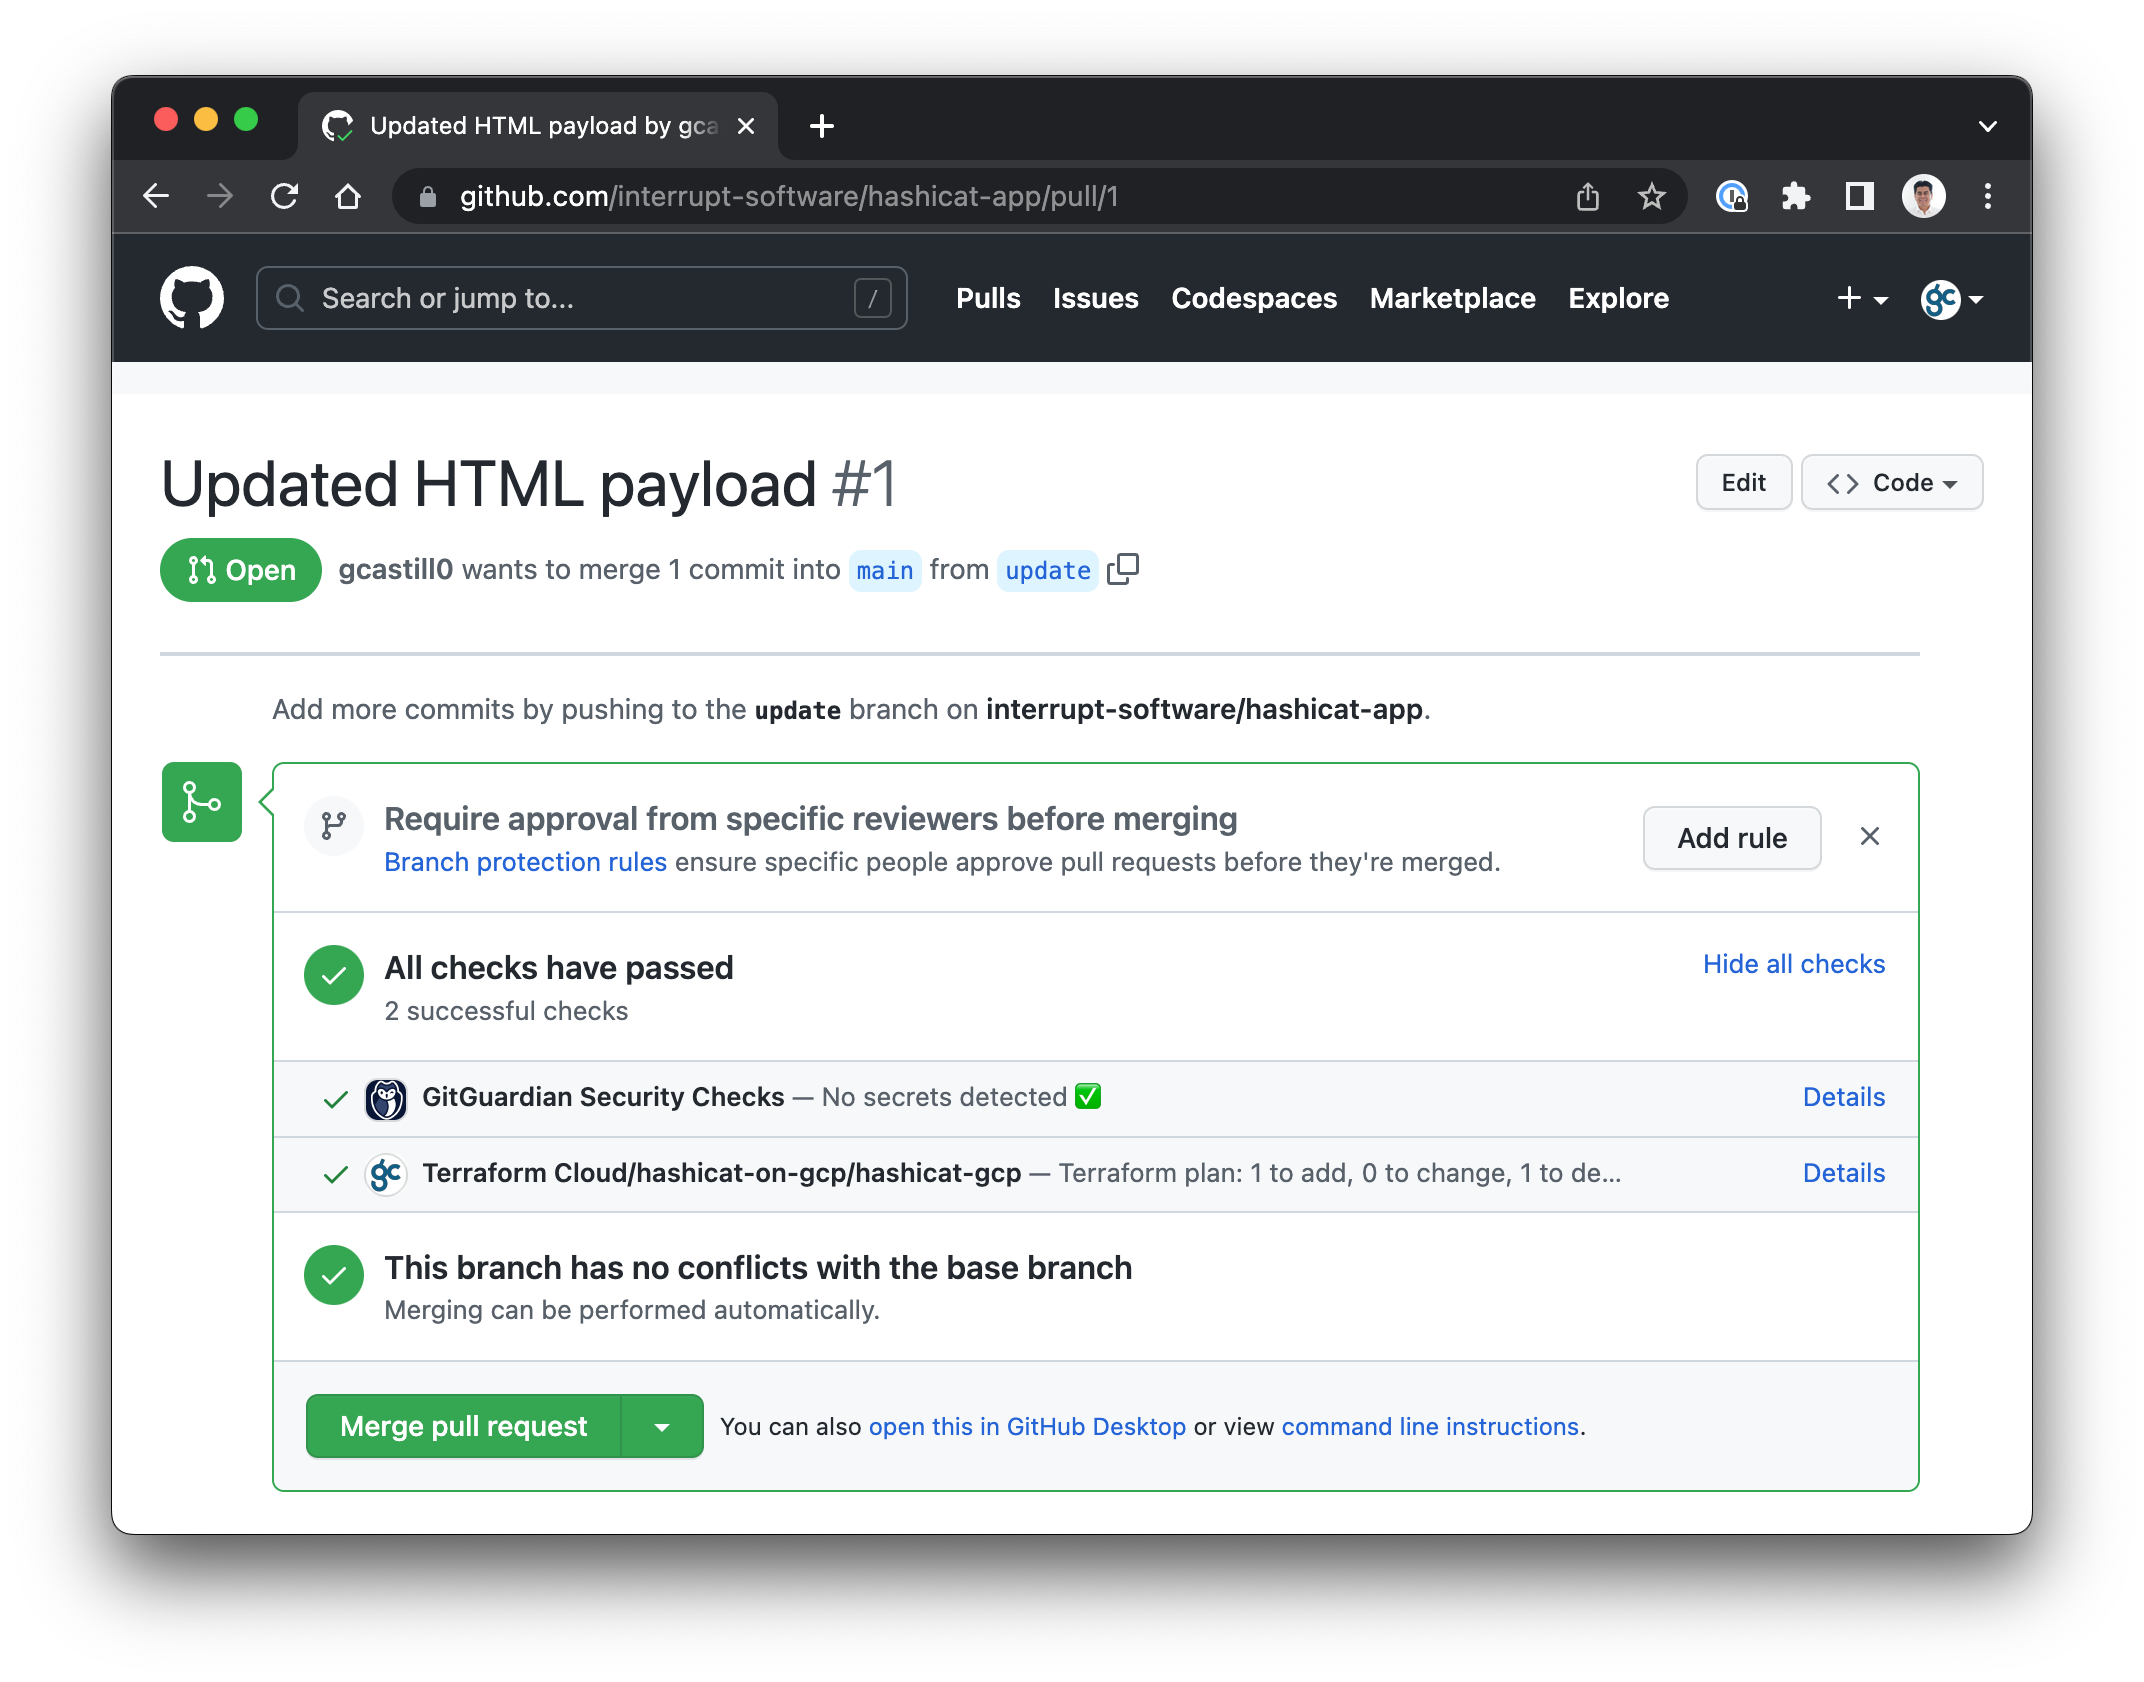 Updated HTML payload by gca
github.com/interrupt-software/hashicat-app/pull/1
Search or jump to... /
Pulls Issues Codespaces Marketplace Explore
gc
Updated HTML payload #1
Edit
Code
Open
gcastill0 wants to merge 1 commit into main from update
Add more commits by pushing to the update branch on interrupt-software/hashicat-app.
Require approval from specific reviewers before merging
Branch protection rules ensure specific people approve pull requests before they're merged.
Add rule
All checks have passed
2 successful checks
Hide all checks
GitGuardian Security Checks — No secrets detected ✅
Details
gc
Terraform Cloud/hashicat-on-gcp/hashicat-gcp — Terraform plan: 1 to add, 0 to change, 1 to de...
Details
This branch has no conflicts with the base branch
Merging can be performed automatically.
Merge pull request
You can also open this in GitHub Desktop or view command line instructions.